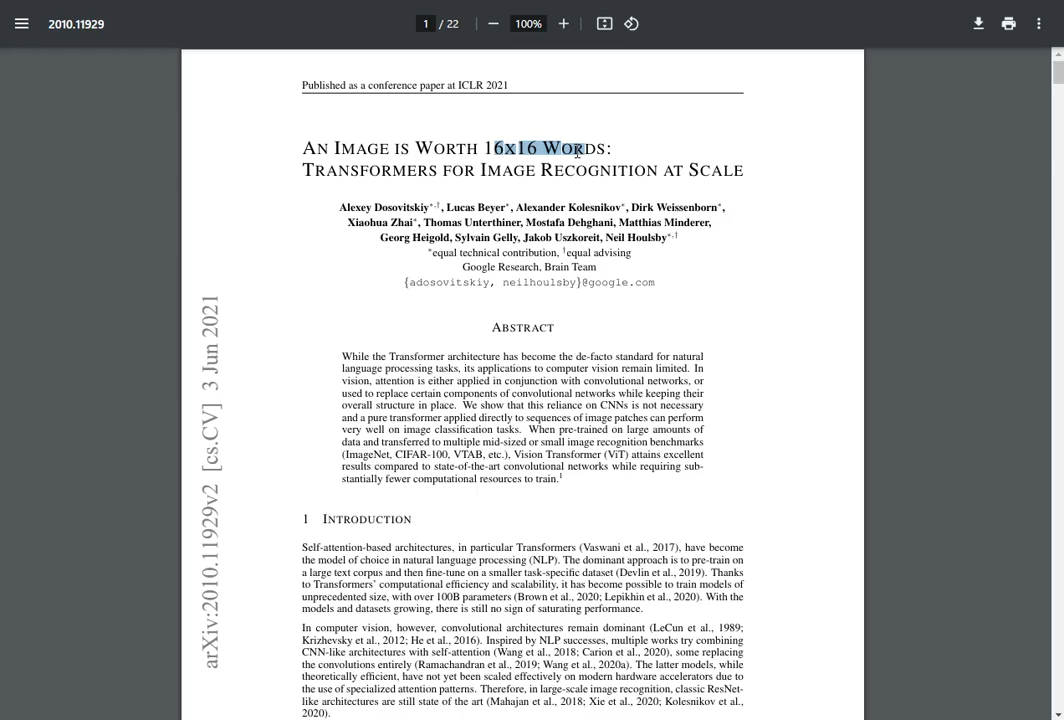 2010.11929
1 / 22
100%
Published as a conference paper at ICLR 2021
AN IMAGE IS WORTH 16X16 WORDS:
TRANSFORMERS FOR IMAGE RECOGNITION AT SCALE
Alexey Dosovitskiy*,†, Lucas Beyer*, Alexander Kolesnikov*, Dirk Weissenborn*,
Xiaohua Zhai*, Thomas Unterthiner, Mostafa Dehghani, Matthias Minderer,
Georg Heigold, Sylvain Gelly, Jakob Uszkoreit, Neil Houlsby*,†
*equal technical contribution, †equal advising
Google Research, Brain Team
{adosovitskiy, neilhoulsby}@google.com
ABSTRACT
While the Transformer architecture has become the de-facto standard for natural
language processing tasks, its applications to computer vision remain limited. In
vision, attention is either applied in conjunction with convolutional networks, or
used to replace certain components of convolutional networks while keeping their
overall structure in place. We show that this reliance on CNNs is not necessary
and a pure transformer applied directly to sequences of image patches can perform
very well on image classification tasks. When pre-trained on large amounts of
data and transferred to multiple mid-sized or small image recognition benchmarks
(ImageNet, CIFAR-100, VTAB, etc.), Vision Transformer (ViT) attains excellent
results compared to state-of-the-art convolutional networks while requiring sub-
stantially fewer computational resources to train.1
1 INTRODUCTION
Self-attention-based architectures, in particular Transformers (Vaswani et al., 2017), have become
the model of choice in natural language processing (NLP). The dominant approach is to pre-train on
a large text corpus and then fine-tune on a smaller task-specific dataset (Devlin et al., 2019). Thanks
to Transformers' computational efficiency and scalability, it has become possible to train models of
unprecedented size, with over 100B parameters (Brown et al., 2020; Lepikhin et al., 2020). With the
models and datasets growing, there is still no sign of saturating performance.
In computer vision, however, convolutional architectures remain dominant (LeCun et al., 1989;
Krizhevsky et al., 2012; He et al., 2016). Inspired by NLP successes, multiple works try combining
CNN-like architectures with self-attention (Wang et al., 2018; Carion et al., 2020), some replacing
the convolutions entirely (Ramachandran et al., 2019; Wang et al., 2020a). The latter models, while
theoretically efficient, have not yet been scaled effectively on modern hardware accelerators due to
the use of specialized attention patterns. Therefore, in large-scale image recognition, classic ResNet-
like architectures are still state of the art (Mahajan et al., 2018; Xie et al., 2020; Kolesnikov et al.,
2020).
arXiv:2010.11929v2 [cs.CV] 3 Jun 2021